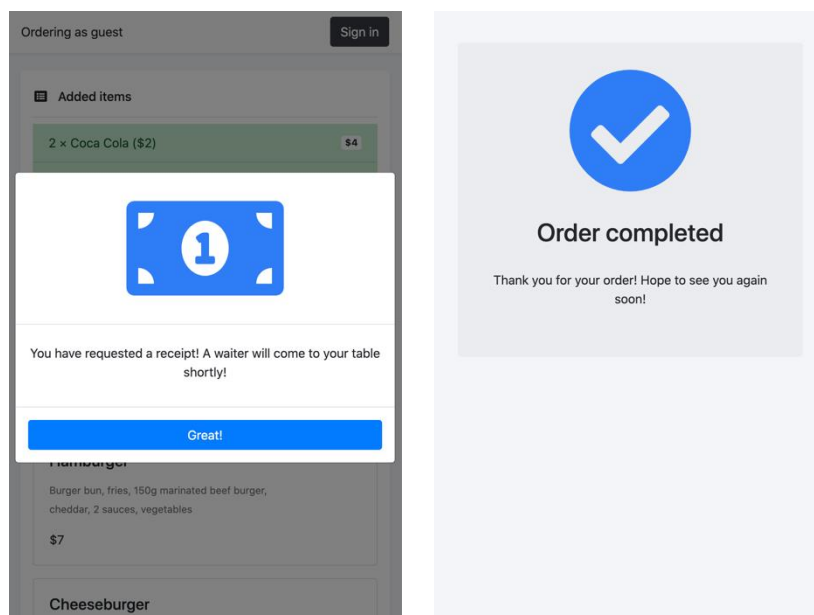 Ordering as guest
Sign in
Added items
2 × Coca Cola ($2)
$4
1
You have requested a receipt! A waiter will come to your table
shortly!
Great!
Hamburger
Burger bun, fries, 150g marinated beef burger,
cheddar, 2 sauces, vegetables
$7
Cheeseburger
Order completed
Thank you for your order! Hope to see you again
soon!